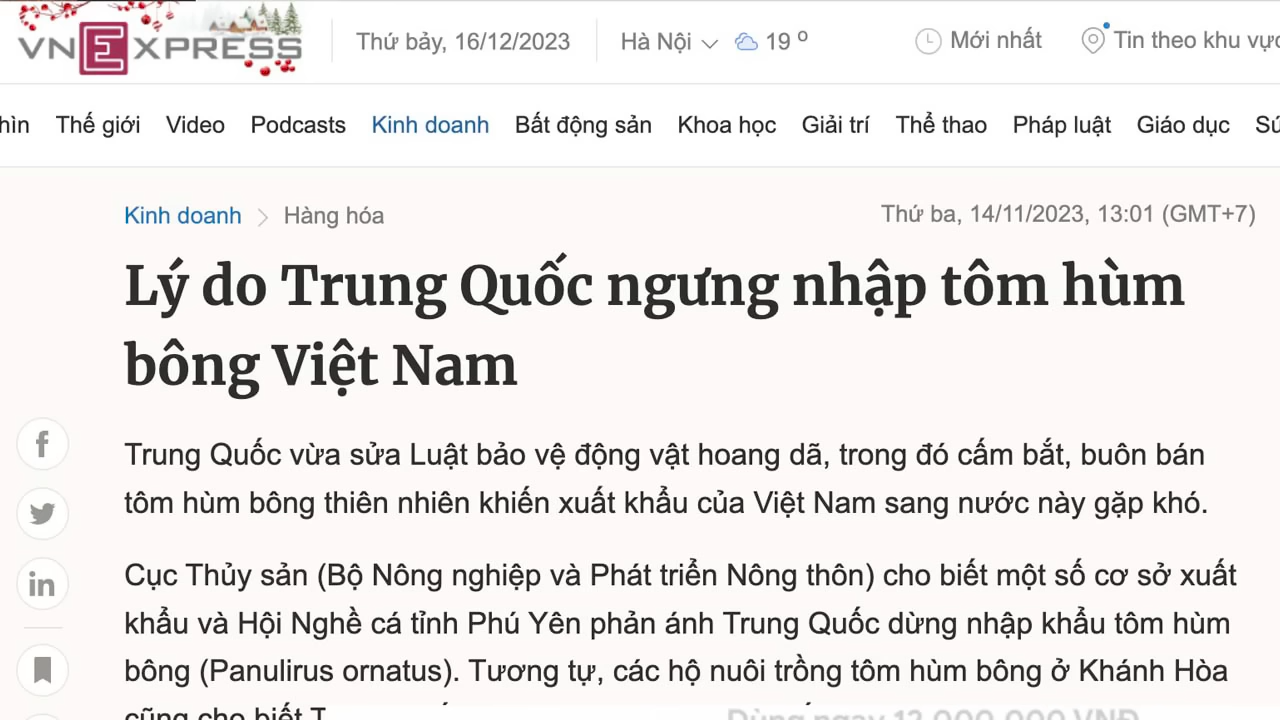 VNEXPRESS
Thứ bảy, 16/12/2023
Hà Nội
19 º
Mới nhất
Tin theo khu vực
Thế giới Video Podcasts Kinh doanh Bất động sản Khoa học Giải trí Thể thao Pháp luật Giáo dục
Kinh doanh > Hàng hóa
Thứ ba, 14/11/2023, 13:01 (GMT+7)
Lý do Trung Quốc ngưng nhập tôm hùm
bông Việt Nam
Trung Quốc vừa sửa Luật bảo vệ động vật hoang dã, trong đó cấm bắt, buôn bán
tôm hùm bông thiên nhiên khiến xuất khẩu của Việt Nam sang nước này gặp khó.
Cục Thủy sản (Bộ Nông nghiệp và Phát triển Nông thôn) cho biết một số cơ sở xuất
khẩu và Hội Nghề cá tỉnh Phú Yên phản ánh Trung Quốc dừng nhập khẩu tôm hùm
bông (Panulirus ornatus). Tương tự, các hộ nuôi trồng tôm hùm bông ở Khánh Hòa
cũng cho biết